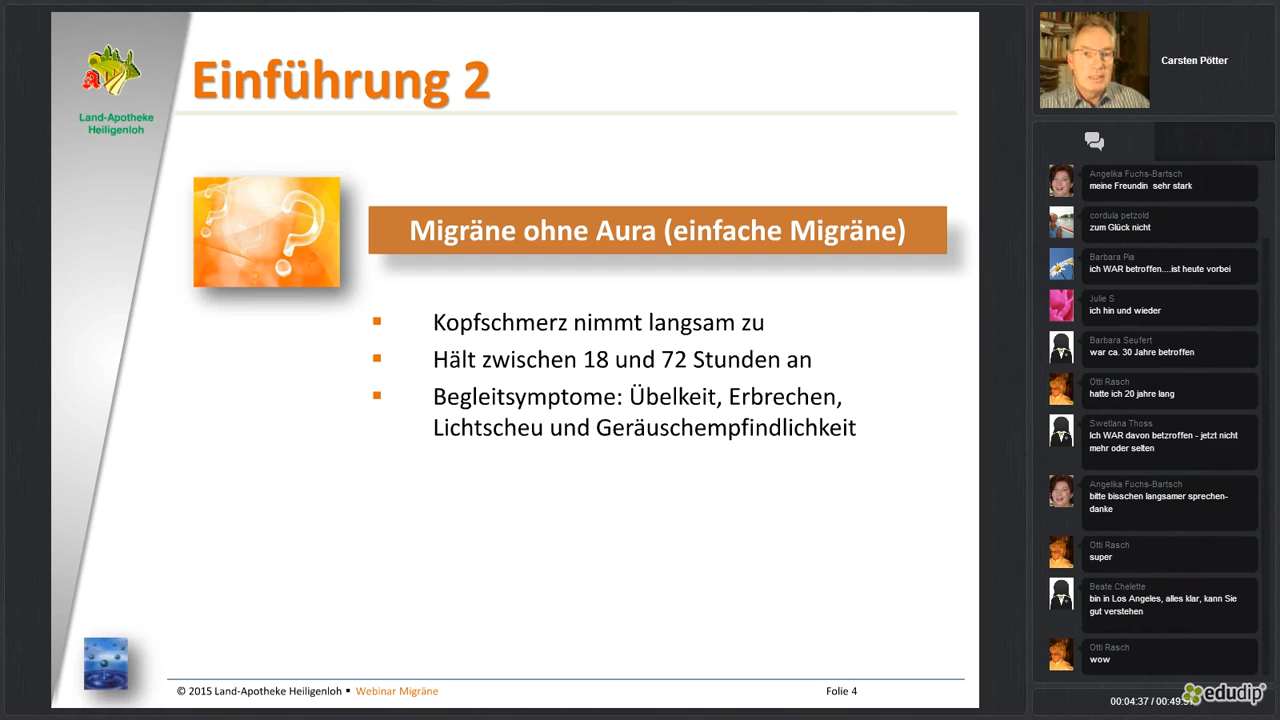 Einführung 2
Land-Apotheke
Heiligenloh
Migräne ohne Aura (einfache Migräne)
Kopfschmerz nimmt langsam zu
Hält zwischen 18 und 72 Stunden an
Begleitsymptome: Übelkeit, Erbrechen,
Lichtscheu und Geräuschempfindlichkeit
© 2015 Land-Apotheke Heiligenloh ▪ Webinar Migräne
Folie 4
Carsten Pötter
Angelika Fuchs-Bartsch
meine Freundin sehr stark
cordula petzold
zum Glück nicht
Barbara Pia
ich WAR betroffen....ist heute vorbei
Julie S
ich hin und wieder
Barbara Seufert
war ca. 30 Jahre betroffen
Otti Rasch
hatte ich 20 jahre lang
Swetlana Thoss
Ich WAR davon betzroffen - jetzt nicht
mehr oder selten
Angelika Fuchs-Bartsch
bitte bisschen langsamer sprechen-
danke
Otti Rasch
super
Beate Chelette
bin in Los Angeles, alles klar, kann Sie
gut verstehen
Otti Rasch
wow
00:04:37 / 00:49:
edudip